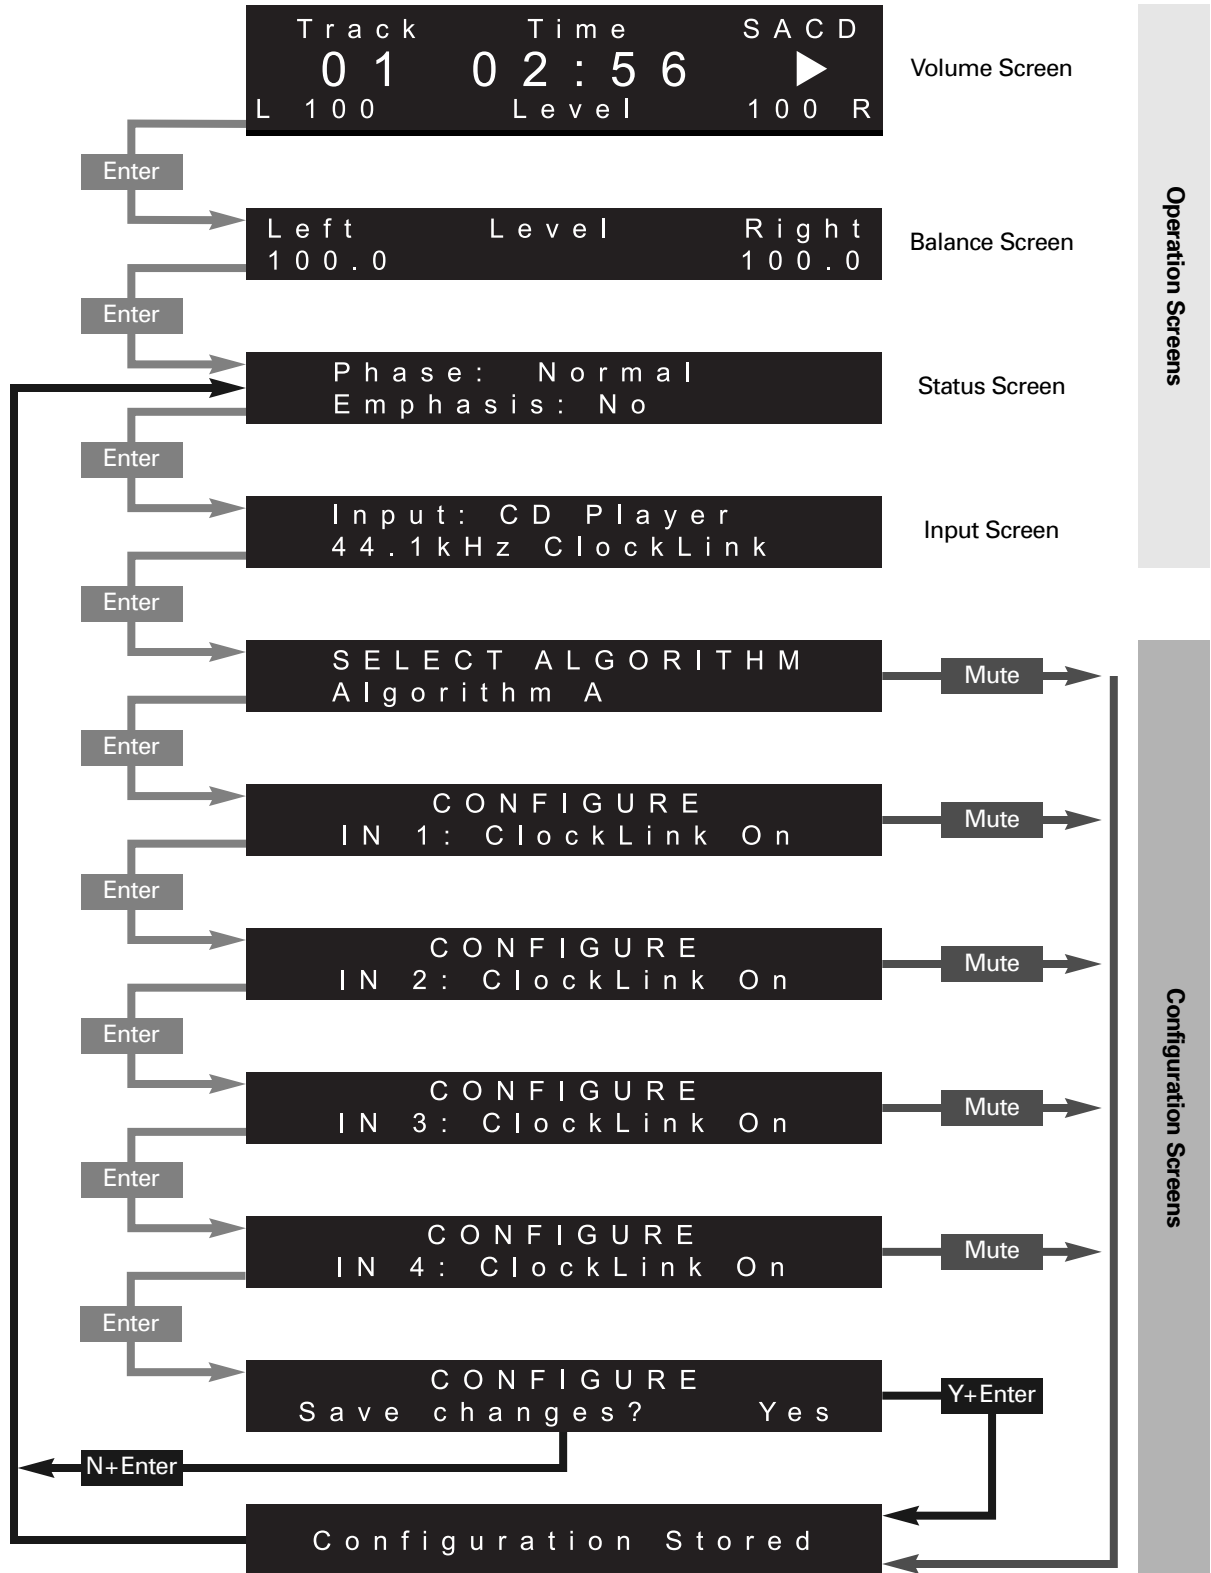 Track Time SACD
01 02:56
L 100 Level 100 R
Volume Screen
Enter
Left Level Right
100.0 100.0
Balance Screen
Enter
Phase: Normal
Emphasis: No
Status Screen
Enter
Input: CD Player
44.1kHz ClockLink
Input Screen
Operation Screens
Enter
SELECT ALGORITHM
Algorithm A
Mute
Enter
CONFIGURE
IN 1: ClockLink On
Mute
Enter
CONFIGURE
IN 2: ClockLink On
Mute
Enter
CONFIGURE
IN 3: ClockLink On
Mute
Enter
CONFIGURE
IN 4: ClockLink On
Mute
Enter
CONFIGURE
Save changes? Yes
Y+Enter
N+Enter
Configuration Stored
Configuration Screens